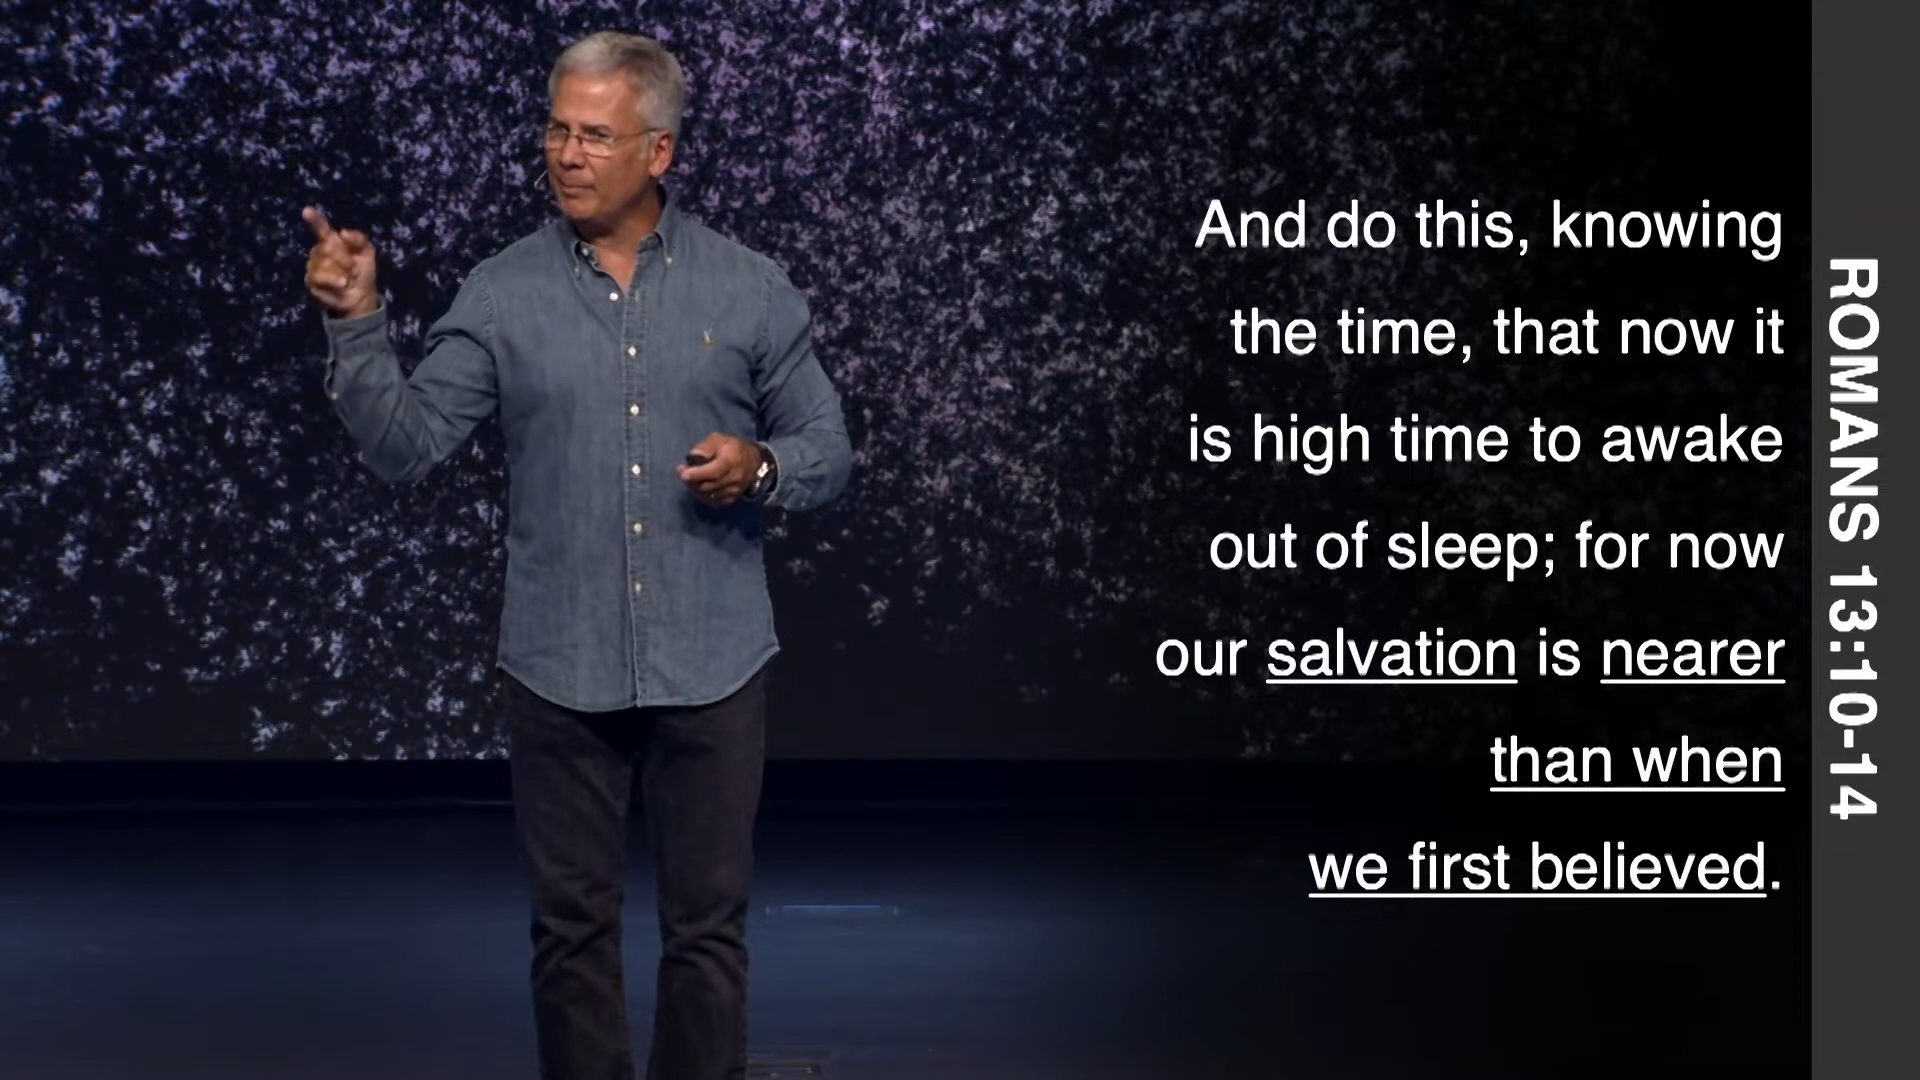 And do this, knowing
the time, that now it
is high time to awake
out of sleep; for now
our salvation is nearer
than when
we first believed.
ROMANS 13:10-14